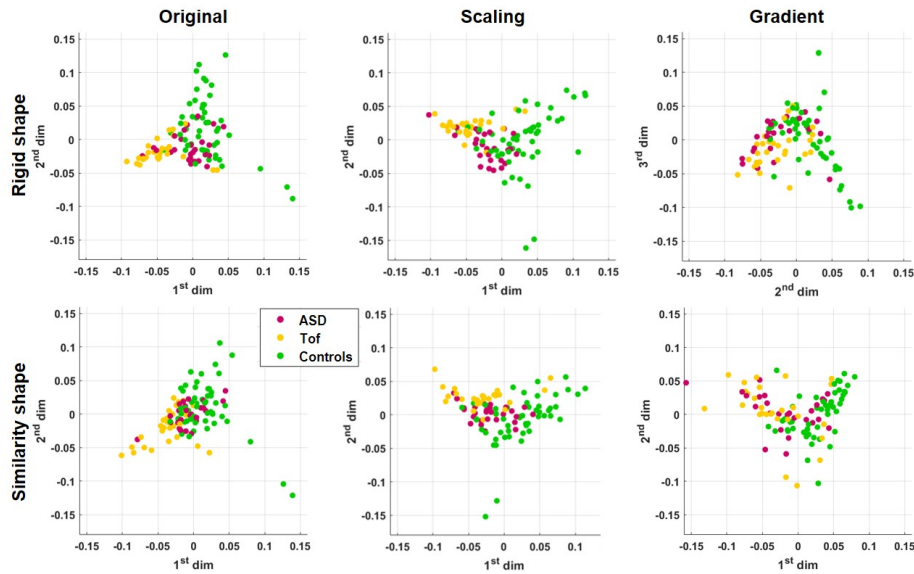 Original Scaling Gradient
Rigid shape
0.15 0.1 0.05 0 -0.05 -0.1 -0.15
2nd dim
-0.15 -0.1 -0.05 0 0.05 0.1 0.15
1st dim
0.15 0.1 0.05 0 -0.05 -0.1 -0.15
2nd dim
-0.15 -0.1 -0.05 0 0.05 0.1 0.15
1st dim
0.15 0.1 0.05 0 -0.05 -0.1 -0.15
3rd dim
-0.15 -0.1 -0.05 0 0.05 0.1 0.15
2nd dim
Similarity shape
0.15 0.1 0.05 0 -0.05 -0.1 -0.15
2nd dim
-0.15 -0.1 -0.05 0 0.05 0.1 0.15
1st dim
ASD
Tof
Controls
0.15 0.1 0.05 0 -0.05 -0.1 -0.15
2nd dim
-0.15 -0.1 -0.05 0 0.05 0.1 0.15
1st dim
0.15 0.1 0.05 0 -0.05 -0.1 -0.15
2nd dim
-0.15 -0.1 -0.05 0 0.05 0.1 0.15
1st dim